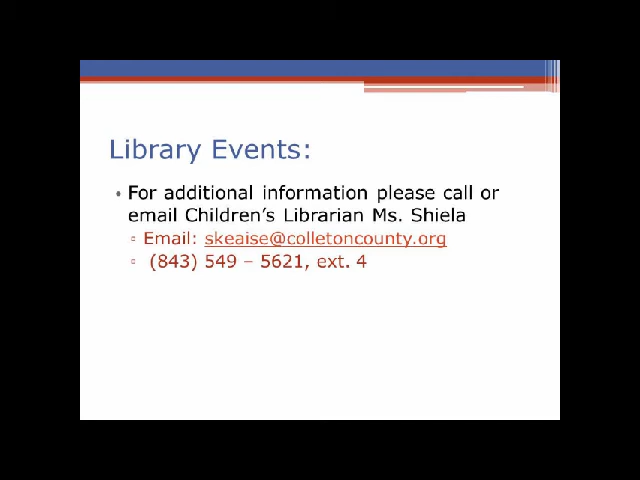 Library Events:
• For additional information please call or
email Children’s Librarian Ms. Shiela
▫ Email: skeaise@colletoncounty.org
▫ (843) 549 – 5621, ext. 4